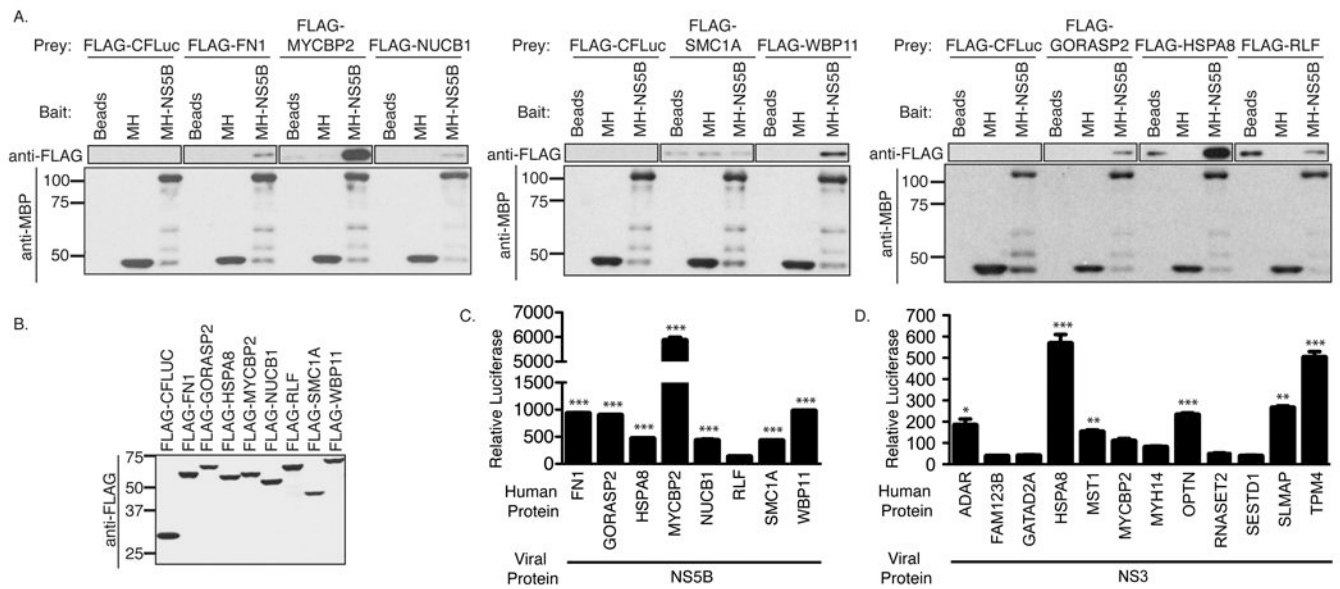 A.
Prey: FLAG-CFLuc FLAG-FN1 FLAG-MYCBP2 FLAG-NUCB1
Bait: Beads MH MH-NS5B Beads MH MH-NS5B Beads MH MH-NS5B Beads MH MH-NS5B
anti-FLAG
anti-MBP
100
75
50
Prey: FLAG-CFLuc FLAG-SMC1A FLAG-WBP11
Bait: Beads MH MH-NS5B Beads MH MH-NS5B Beads MH MH-NS5B
anti-FLAG
anti-MBP
100
75
50
Prey: FLAG-CFLuc FLAG-GORASP2 FLAG-HSPA8 FLAG-RLF
Bait: Beads MH MH-NS5B Beads MH MH-NS5B Beads MH MH-NS5B Beads MH MH-NS5B
anti-FLAG
anti-MBP
100
75
50
B.
FLAG-CFLUC
FLAG-FN1
FLAG-GORASP2
FLAG-HSPA8
FLAG-MYCBP2
FLAG-NUCB1
FLAG-RLF
FLAG-SMC1A
FLAG-WBP11
anti-FLAG
75
50
37
25
C.
Relative Luciferase
7000
6000
5000
4000
3000
2000
1500
1000
500
0
*** *** *** *** *** *** ***
Human Protein
FN1
GORASP2
HSPA8
MYCBP2
NUCB1
RLF
SMC1A
WBP11
Viral Protein
NS5B
D.
Relative Luciferase
700
600
500
400
300
200
100
0
* *** ** *** ** ***
Human Protein
ADAR
FAM123B
GATAD2A
HSPA8
MST1
MYCBP2
MYH14
OPTN
RNASET2
SESTD1
SLMAP
TPM4
Viral Protein
NS3